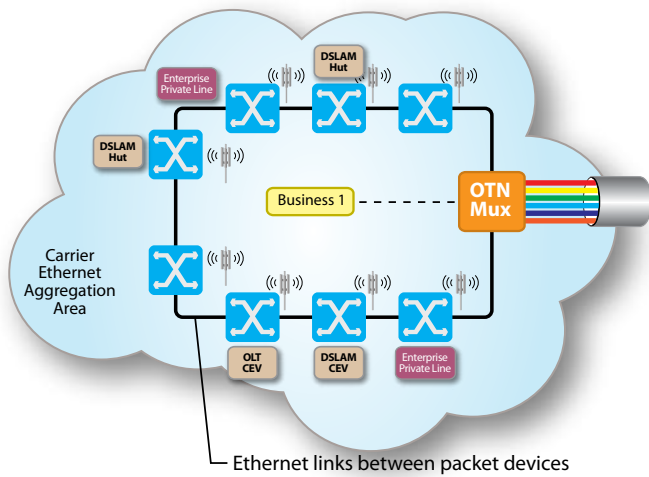 DSLAM
Hut
Enterprise
Private Line
DSLAM
Hut
OTN
Mux
Business 1
Carrier
Ethernet
Aggregation
Area
OLT
CEV
DSLAM
CEV
Enterprise
Private Line
Ethernet links between packet devices